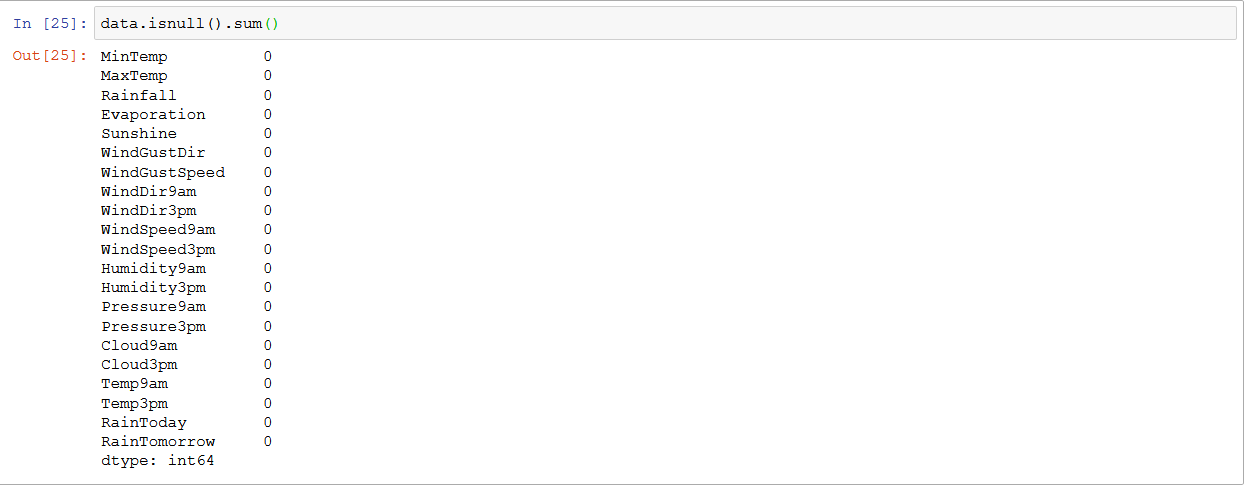 In [25]: data.isnull().sum()
Out[25]: MinTemp          0
MaxTemp          0
Rainfall         0
Evaporation      0
Sunshine         0
WindGustDir      0
WindGustSpeed    0
WindDir9am       0
WindDir3pm       0
WindSpeed9am     0
WindSpeed3pm     0
Humidity9am      0
Humidity3pm      0
Pressure9am      0
Pressure3pm      0
Cloud9am         0
Cloud3pm         0
Temp9am          0
Temp3pm          0
RainToday        0
RainTomorrow     0
dtype: int64